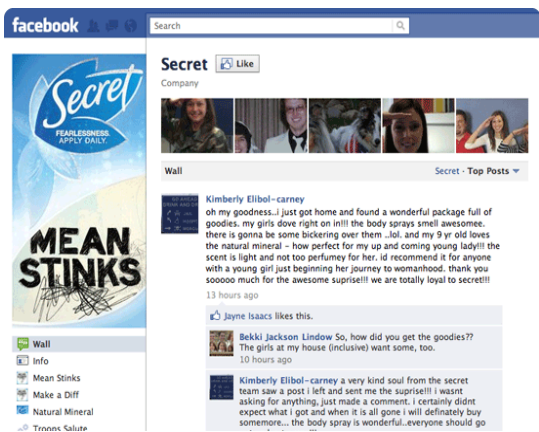 facebook
Search
Secret
Like
Company
Secret
FEARLESSNESS.
APPLY DAILY.
MEAN
STINKS
Wall
Secret · Top Posts
Kimberly Elibol-carney
oh my goodness..i just got home and found a wonderful package full of
goodies. my girls dove right on in!!! the body sprays smell awesome.
there is gonna be some bickering over them ..lol. and my 9 yr old loves
the natural mineral - how perfect for my up and coming young lady!!! the
scent is light and not too perfumey for her. id recommend it for anyone
with a young girl just beginning her journey to womanhood. thank you
sooooo much for the awesome suprise!!! we are totally loyal to secret!!!
13 hours ago
Jayne Isaacs likes this.
Bekki Jackson Lindow So, how did you get the goodies??
The girls at my house (inclusive) want some, too.
10 hours ago
Kimberly Elibol-carney a very kind soul from the secret
team saw a post i left and sent me the suprise!!! i wasnt
asking for anything, just made a comment. i certainly didnt
expect what i got and when it is all gone i will definately buy
somemore... the body spray is wonderful..everyone should go
Wall
Info
Mean Stinks
Make a Diff
Natural Mineral
Troops Salute